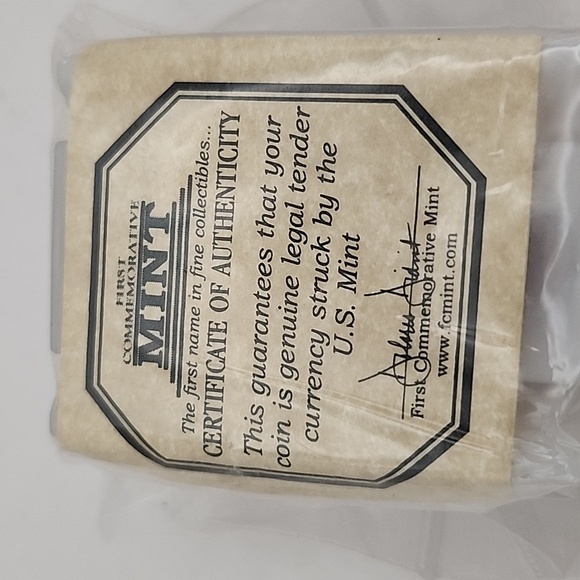 FIRST
COMMEMORATIVE
MINT
The first name in fine collectibles...
CERTIFICATE OF AUTHENTICITY
This guarantees that your
coin is genuine legal tender
currency struck by the
U.S. Mint
First Commemorative Mint
www.fcmint.com